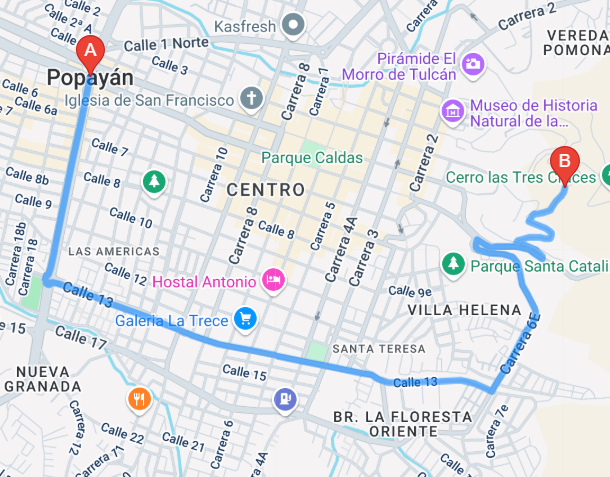 Calle 2
Calle 2ª A
Kasfresh
Carrera 2
VEREDA
POMONA
Calle 1 Norte
A
Calle 3
Pirámide El
Morro de Tulcán
Popayán
Carrera 8
Carrera 7
Calle 6
Iglesia de San Francisco
Calle 6a
Museo de Historia
Natural de la...
Calle 7
Parque Caldas
Carrera 2
B
Cerro las Tres Cruces
Carrera 10
Calle 8b
Calle 8
CENTRO
Calle 9
Calle 10
Carrera 8
Carrera 5
Calle 8
Carrera 4A
Carrera 3
Carrera 18b
Carrera 18
LAS AMERICAS
Calle 12
Hostal Antonio
Parque Santa Catali
Calle 9e
Calle 13
Galeria La Trece
VILLA HELENA
Calle 15
Calle 17
Carrera 6E
SANTA TERESA
NUEVA
GRANADA
Calle 15
Calle 13
Carrera 12
BR. LA FLORESTA
ORIENTE
Carrera 7e
Calle 22
Calle 21
Carrera 6
Carrera 11
Carrera 4A